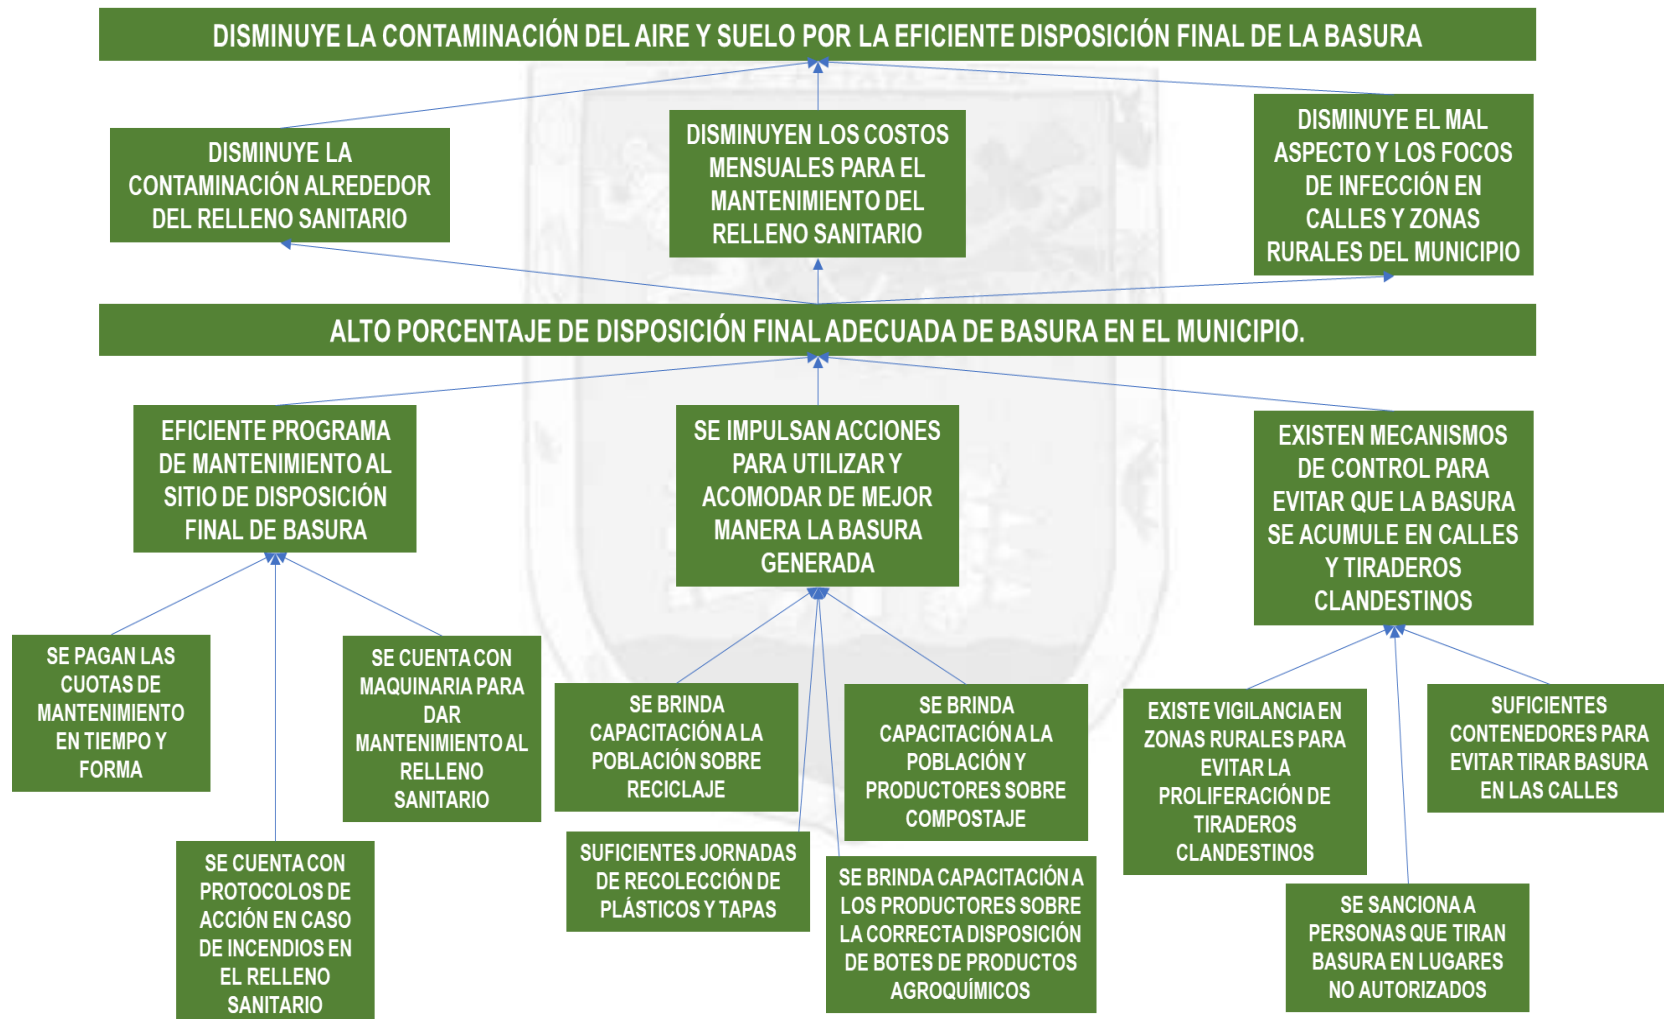 DISMINUYE LA CONTAMINACIÓN DEL AIRE Y SUELO POR LA EFICIENTE DISPOSICIÓN FINAL DE LA BASURA
DISMINUYE LA
CONTAMINACIÓN ALREDEDOR
DEL RELLENO SANITARIO
DISMINUYEN LOS COSTOS
MENSUALES PARA EL
MANTENIMIENTO DEL
RELLENO SANITARIO
DISMINUYE EL MAL
ASPECTO Y LOS FOCOS
DE INFECCIÓN EN
CALLES Y ZONAS
RURALES DEL MUNICIPIO
ALTO PORCENTAJE DE DISPOSICIÓN FINAL ADECUADA DE BASURA EN EL MUNICIPIO.
EFICIENTE PROGRAMA
DE MANTENIMIENTO AL
SITIO DE DISPOSICIÓN
FINAL DE BASURA
SE IMPULSAN ACCIONES
PARA UTILIZAR Y
ACOMODAR DE MEJOR
MANERA LA BASURA
GENERADA
EXISTEN MECANISMOS
DE CONTROL PARA
EVITAR QUE LA BASURA
SE ACUMULE EN CALLES
Y TIRADEROS
CLANDESTINOS
SE PAGAN LAS
CUOTAS DE
MANTENIMIENTO
EN TIEMPO Y
FORMA
SE CUENTA CON
PROTOCOLOS DE
ACCIÓN EN CASO
DE INCENDIOS EN
EL RELLENO
SANITARIO
SE CUENTA CON
MAQUINARIA PARA
DAR
MANTENIMIENTO AL
RELLENO
SANITARIO
SE BRINDA
CAPACITACIÓN A LA
POBLACIÓN SOBRE
RECICLAJE
SUFICIENTES JORNADAS
DE RECOLECCIÓN DE
PLÁSTICOS Y TAPAS
SE BRINDA
CAPACITACIÓN A LA
POBLACIÓN Y
PRODUCTORES SOBRE
COMPOSTAJE
SE BRINDA CAPACITACIÓN A
LOS PRODUCTORES SOBRE
LA CORRECTA DISPOSICIÓN
DE BOTES DE PRODUCTOS
AGROQUÍMICOS
EXISTE VIGILANCIA EN
ZONAS RURALES PARA
EVITAR LA
PROLIFERACIÓN DE
TIRADEROS
CLANDESTINOS
SE SANCIONA A
PERSONAS QUE TIRAN
BASURA EN LUGARES
NO AUTORIZADOS
SUFICIENTES
CONTENEDORES PARA
EVITAR TIRAR BASURA
EN LAS CALLES